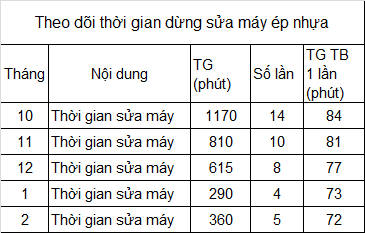 Theo dõi thời gian dừng sửa máy ép nhựa
Tháng Nội dung TG (phút) Số lần TG TB 1 lần (phút)
10 Thời gian sửa máy 1170 14 84
11 Thời gian sửa máy 810 10 81
12 Thời gian sửa máy 615 8 77
1 Thời gian sửa máy 290 4 73
2 Thời gian sửa máy 360 5 72